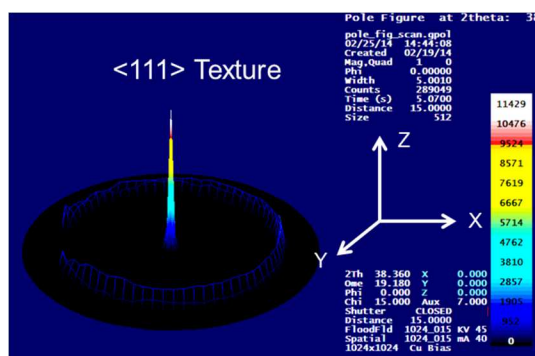 Pole Figure at 2theta: 38
pole_fig_scan.gpol
02/25/14 14:44:08
Created 02/19/14
Mag,Quad 1 0
Phi 0.00000
Width 5.0010
Counts 289049
Time (s) 5.0700
Distance 15.0000
Size 512
<111> Texture
Z
X
Y
11429
10476
9524
8571
7619
6667
5714
4762
3810
2857
1905
952
0
2Th 38.360 X 0.000
Ome 19.180 Y 0.000
Phi 0.000 Z 0.000
Chi 15.000 Aux 7.000
Shutter CLOSED
Distance 15.0000
FloodFld 1024_015 KV 45
Spatial 1024_015 mA 40
1024x1024 Cu Bias